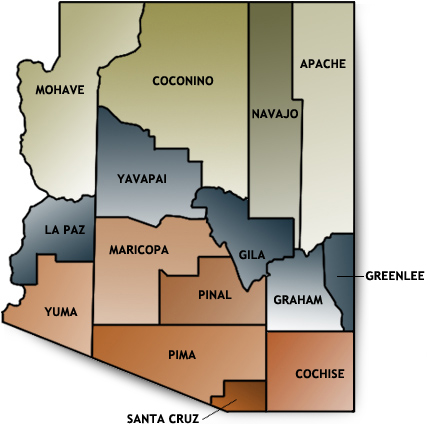 APACHE
COCONINO
MOHAVE
NAVAJO
YAVAPAI
LA PAZ
MARICOPA
GILA
GREENLEE
PINAL
GRAHAM
YUMA
PIMA
COCHISE
SANTA CRUZ